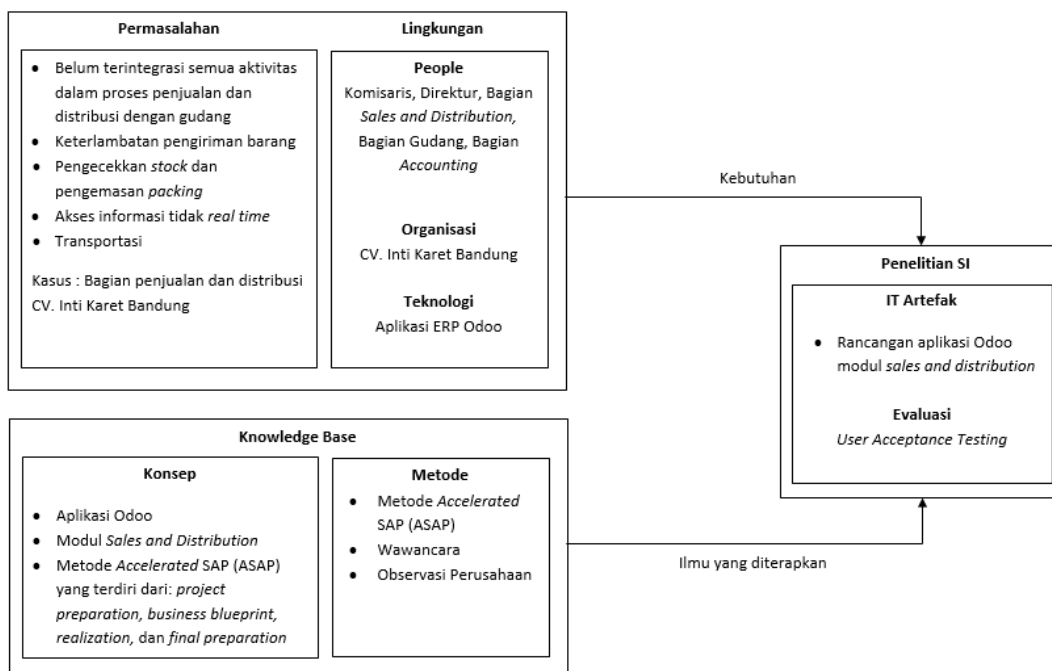 Permasalahan
• Belum terintegrasi semua aktivitas
dalam proses penjualan dan
distribusi dengan gudang
• Keterlambatan pengiriman barang
• Pengecekkan stock dan
pengemasan packing
• Akses informasi tidak real time
• Transportasi
Kasus : Bagian penjualan dan distribusi
CV. Inti Karet Bandung
Lingkungan
People
Komisaris, Direktur, Bagian
Sales and Distribution,
Bagian Gudang, Bagian
Accounting
Organisasi
CV. Inti Karet Bandung
Teknologi
Aplikasi ERP Odoo
Kebutuhan
Penelitian SI
IT Artefak
• Rancangan aplikasi Odoo
modul sales and distribution
Evaluasi
User Acceptance Testing
Knowledge Base
Konsep
• Aplikasi Odoo
• Modul Sales and Distribution
• Metode Accelerated SAP (ASAP)
yang terdiri dari: project
preparation, business blueprint,
realization, dan final preparation
Metode
• Metode Accelerated
SAP (ASAP)
• Wawancara
• Observasi Perusahaan
Ilmu yang diterapkan